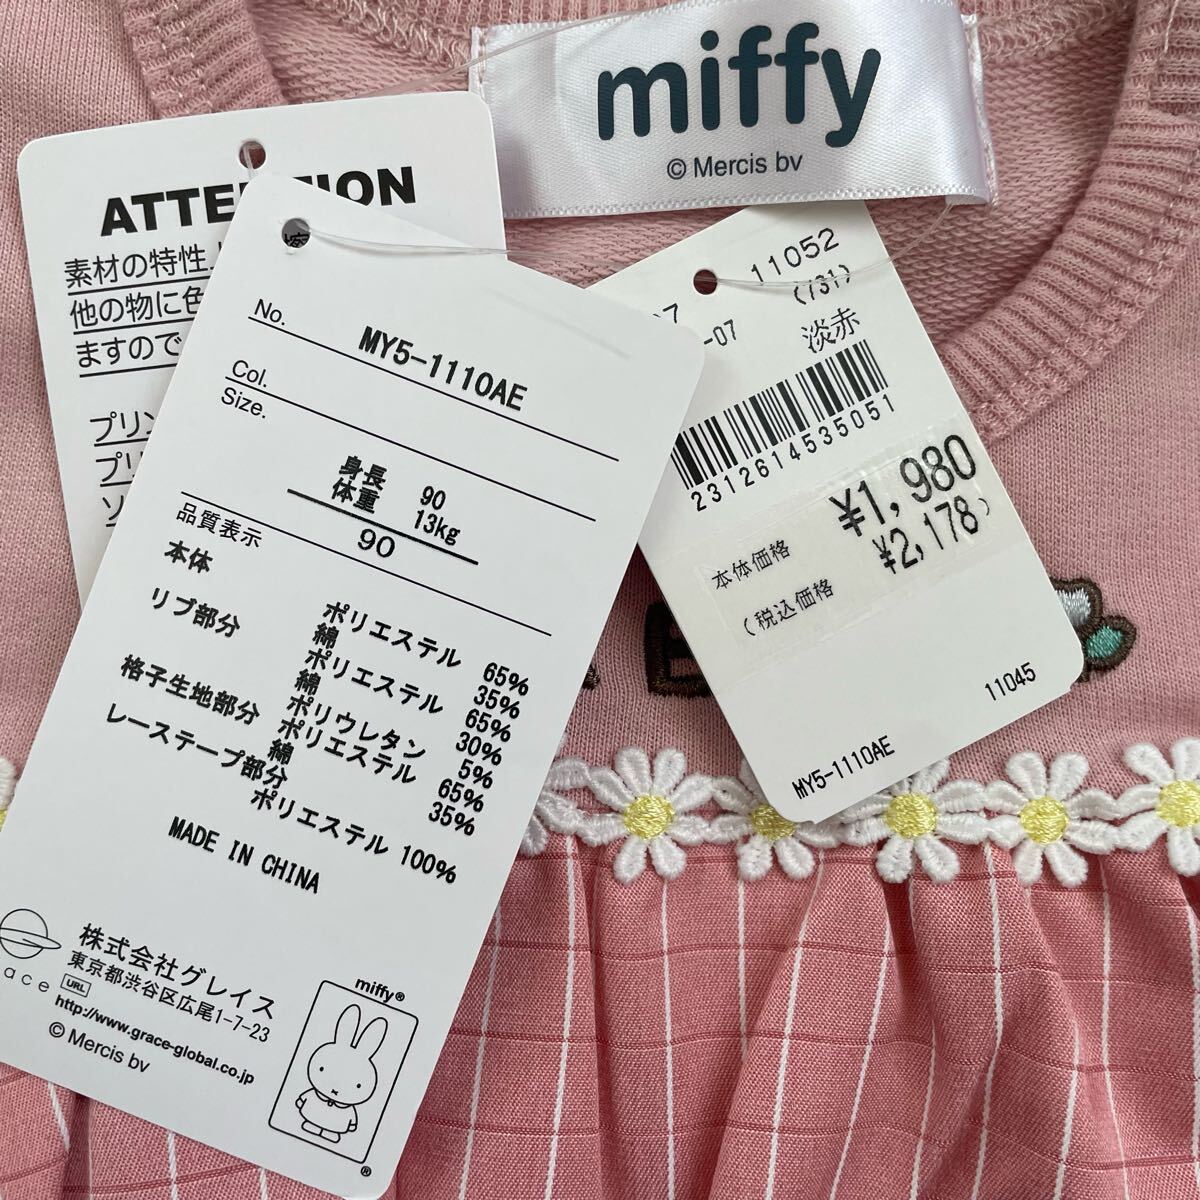 miffy
© Mercis bv
ATTENTION
素材の特性
他の物に色
ますので
プリン
プリ
ソ
No. MY5-1110AE
Col.
Size.
身長 90
体重 13kg
90
品質表示
本体
ポリエステル 65%
綿 35%
リブ部分
ポリエステル 65%
綿 30%
ポリウレタン 5%
格子生地部分
ポリエステル 65%
綿 35%
レーステープ部分
ポリエステル 100%
MADE IN CHINA
株式会社グレイス
東京都渋谷区広尾1-7-23
URL
http://www.grace-global.co.jp
© Mercis bv
ace
miffy®
®
11052
(731)
07
-07
淡赤
2312614535051
本体価格 ¥1,980
(税込価格 ¥2,178)
11045
MY5-1110AE